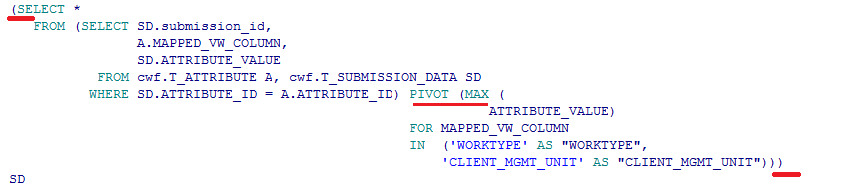 (SELECT *
FROM (SELECT SD.submission_id,
A.MAPPED_VW_COLUMN,
SD.ATTRIBUTE_VALUE
FROM cwf.T_ATTRIBUTE A, cwf.T_SUBMISSION_DATA SD
WHERE SD.ATTRIBUTE_ID = A.ATTRIBUTE_ID) PIVOT (MAX (
ATTRIBUTE_VALUE)
FOR MAPPED_VW_COLUMN
IN ('WORKTYPE' AS "WORKTYPE",
'CLIENT_MGMT_UNIT' AS "CLIENT_MGMT_UNIT")))
SD